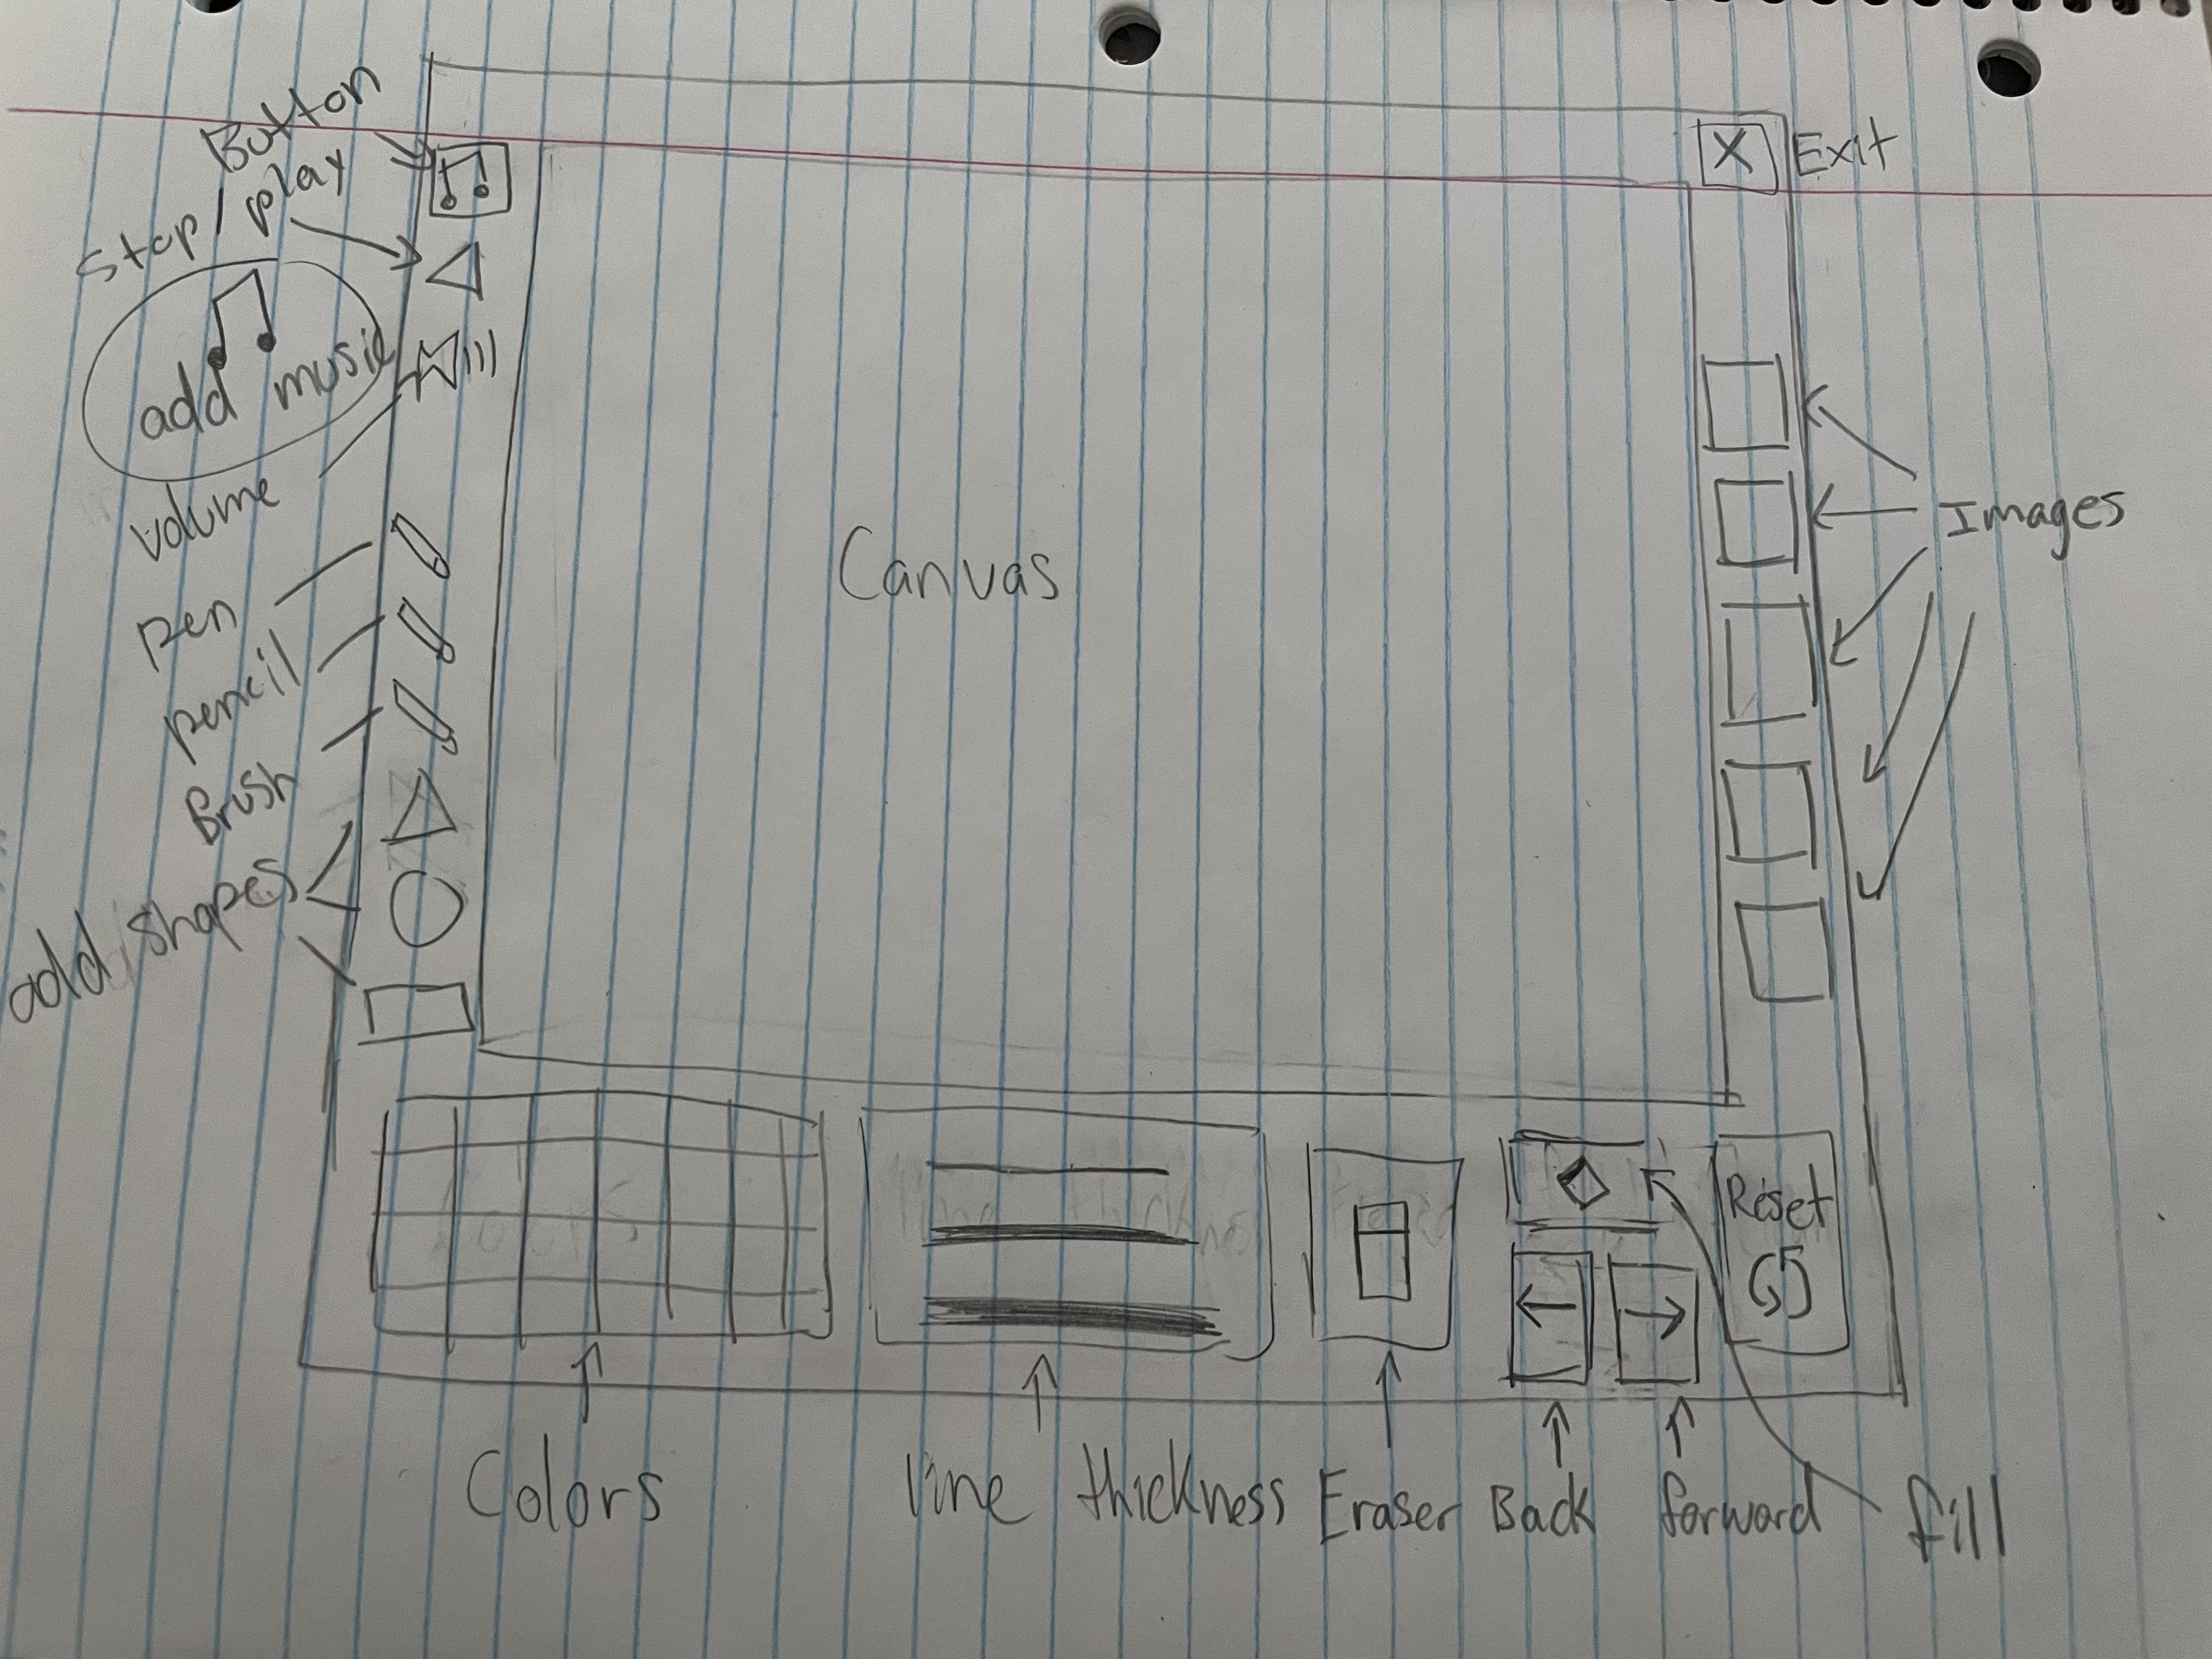 Button
stop/play
add music
volume
pen
pencil
Brush
add shapes
Canvas
X
Exit
Images
Reset
Colors
line thickness
Eraser
Back
forward
fill